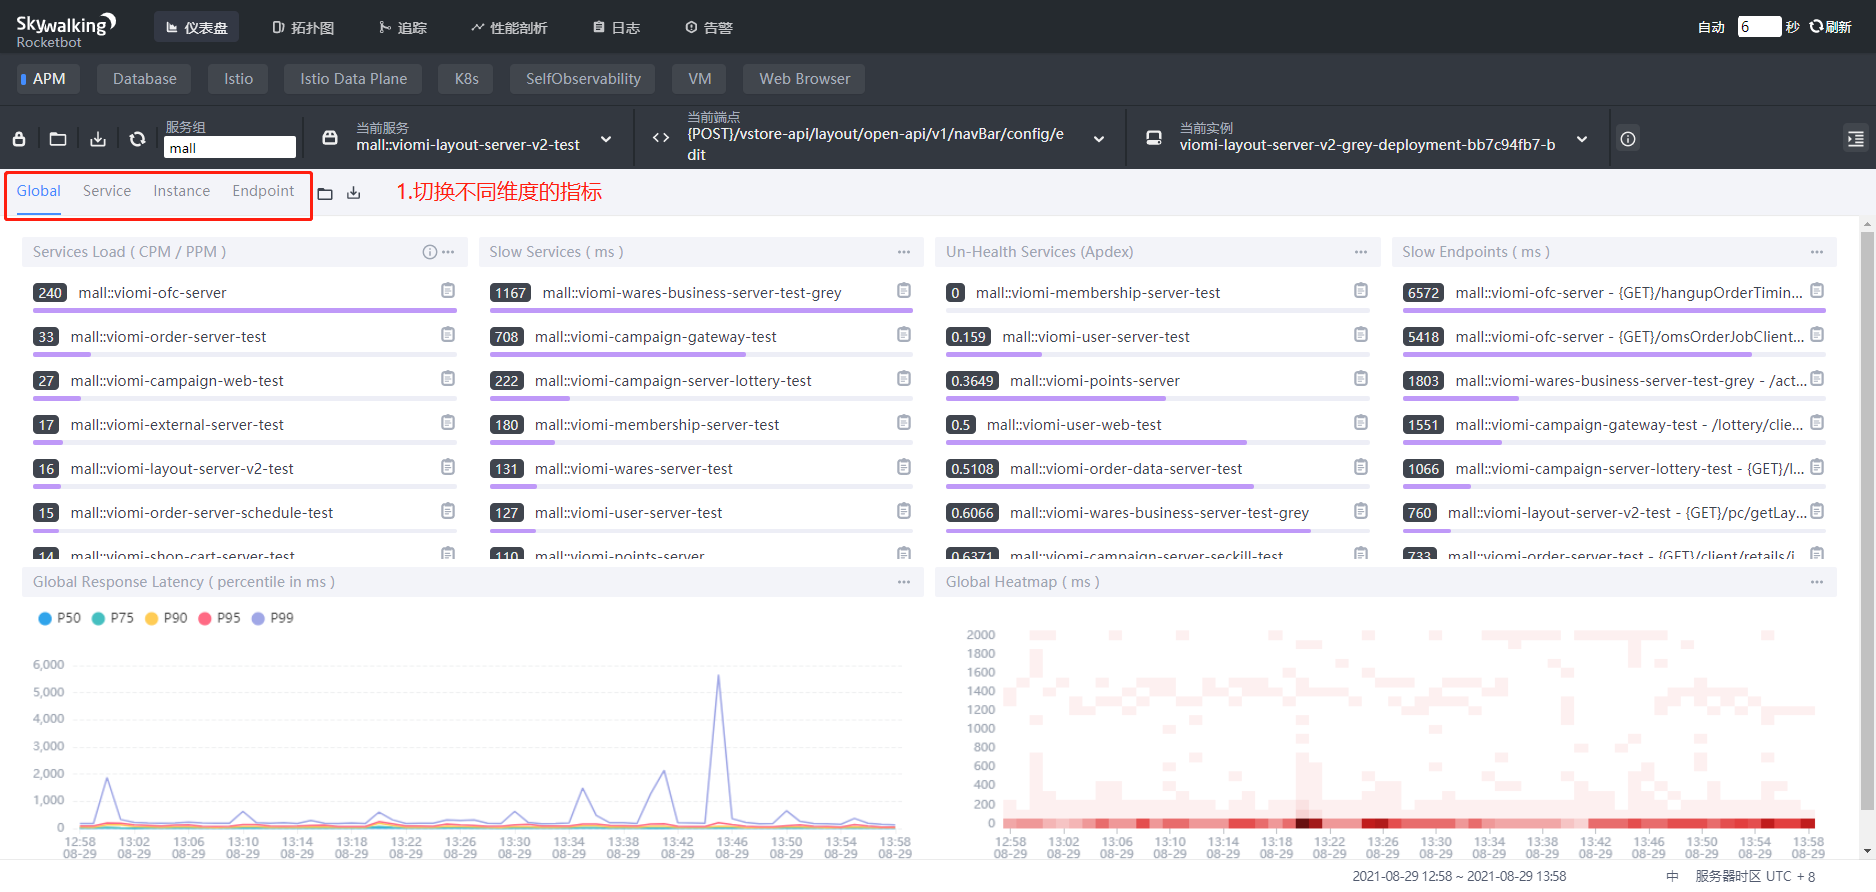 Skywalking
Rocketbot
仪表盘
拓扑图
追踪
性能剖析
日志
告警
自动 6 秒 刷新
APM
Database
Istio
Istio Data Plane
K8s
SelfObservability
VM
Web Browser
服务组
mall
当前服务
mall::viomi-layout-server-v2-test
当前端点
{POST}/vstore-api/layout/open-api/v1/navBar/config/e
dit
当前实例
viomi-layout-server-v2-grey-deployment-bb7c94fb7-b
Global
Service
Instance
Endpoint
1.切换不同维度的指标
Services Load ( CPM / PPM )
240 mall::viomi-ofc-server
33 mall::viomi-order-server-test
27 mall::viomi-campaign-web-test
17 mall::viomi-external-server-test
16 mall::viomi-layout-server-v2-test
15 mall::viomi-order-server-schedule-test
14 mall::viomi-shop-cart-server-test
Slow Services ( ms )
1167 mall::viomi-wares-business-server-test-grey
708 mall::viomi-campaign-gateway-test
222 mall::viomi-campaign-server-lottery-test
180 mall::viomi-membership-server-test
131 mall::viomi-wares-server-test
127 mall::viomi-user-server-test
110 mall::viomi-points-server
Un-Health Services (Apdex)
0 mall::viomi-membership-server-test
0.159 mall::viomi-user-server-test
0.3649 mall::viomi-points-server
0.5 mall::viomi-user-web-test
0.5108 mall::viomi-order-data-server-test
0.6066 mall::viomi-wares-business-server-test-grey
0.6371 mall::viomi-campaign-server-seckill-test
Slow Endpoints ( ms )
6572 mall::viomi-ofc-server - {GET}/hangupOrderTimin...
5418 mall::viomi-ofc-server - {GET}/omsOrderJobClient...
1803 mall::viomi-wares-business-server-test-grey - /act...
1551 mall::viomi-campaign-gateway-test - /lottery/clie...
1066 mall::viomi-campaign-server-lottery-test - {GET}/l...
760 mall::viomi-layout-server-v2-test - {GET}/pc/getLay...
733 mall::viomi-order-server-test - {GET}/client/retails/i...
Global Response Latency ( percentile in ms )
P50 P75 P90 P95 P99
6,000
5,000
4,000
3,000
2,000
1,000
0
12:58 13:02 13:06 13:10 13:14 13:18 13:22 13:26 13:30 13:34 13:38 13:42 13:46 13:50 13:54 13:58
08-29 08-29 08-29 08-29 08-29 08-29 08-29 08-29 08-29 08-29 08-29 08-29 08-29 08-29 08-29 08-29
Global Heatmap ( ms )
2000
1800
1600
1400
1200
1000
800
600
400
200
0
12:58 13:02 13:06 13:10 13:14 13:18 13:22 13:26 13:30 13:34 13:38 13:42 13:46 13:50 13:54 13:58
08-29 08-29 08-29 08-29 08-29 08-29 08-29 08-29 08-29 08-29 08-29 08-29 08-29 08-29 08-29 08-29
2021-08-29 12:58 ~ 2021-08-29 13:58
中
服务器时区 UTC + 8